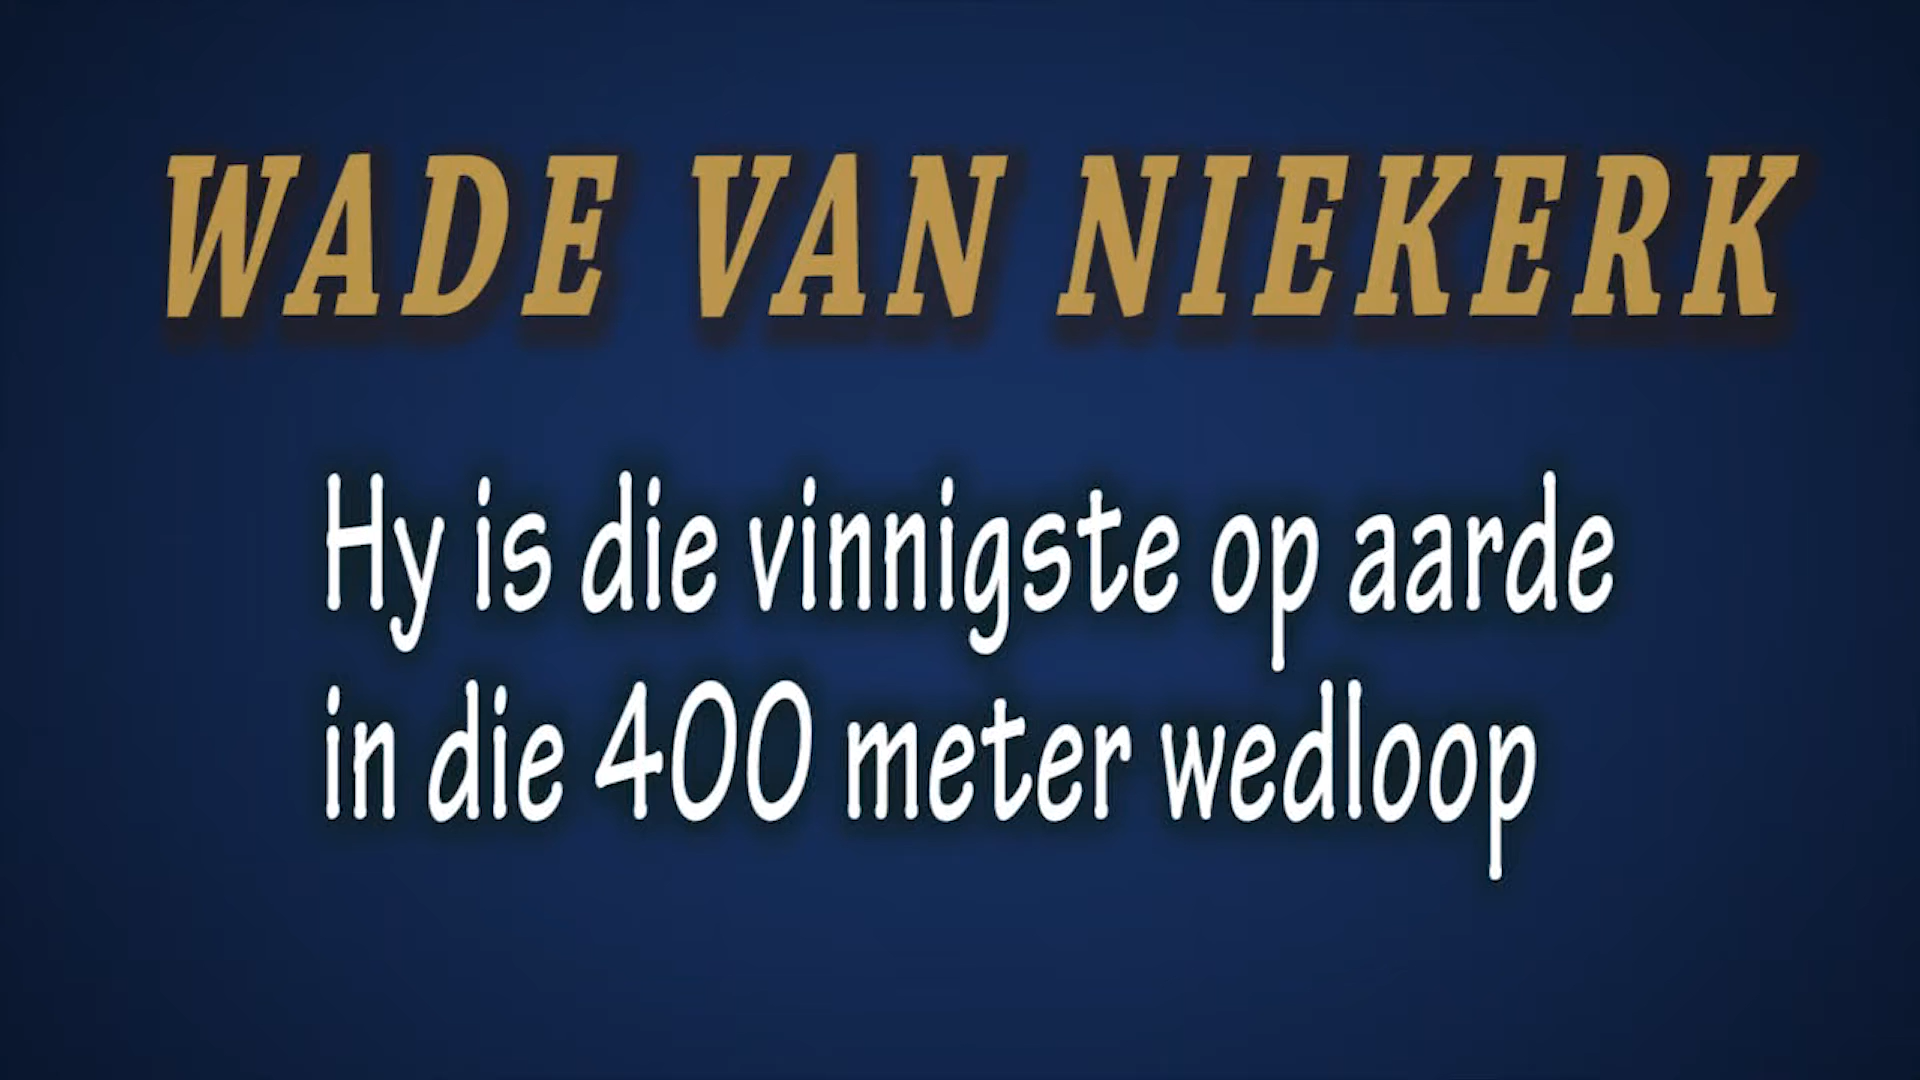 WADE VAN NIEKERK
Hy is die vinnigste op aarde
in die 400 meter wedloop